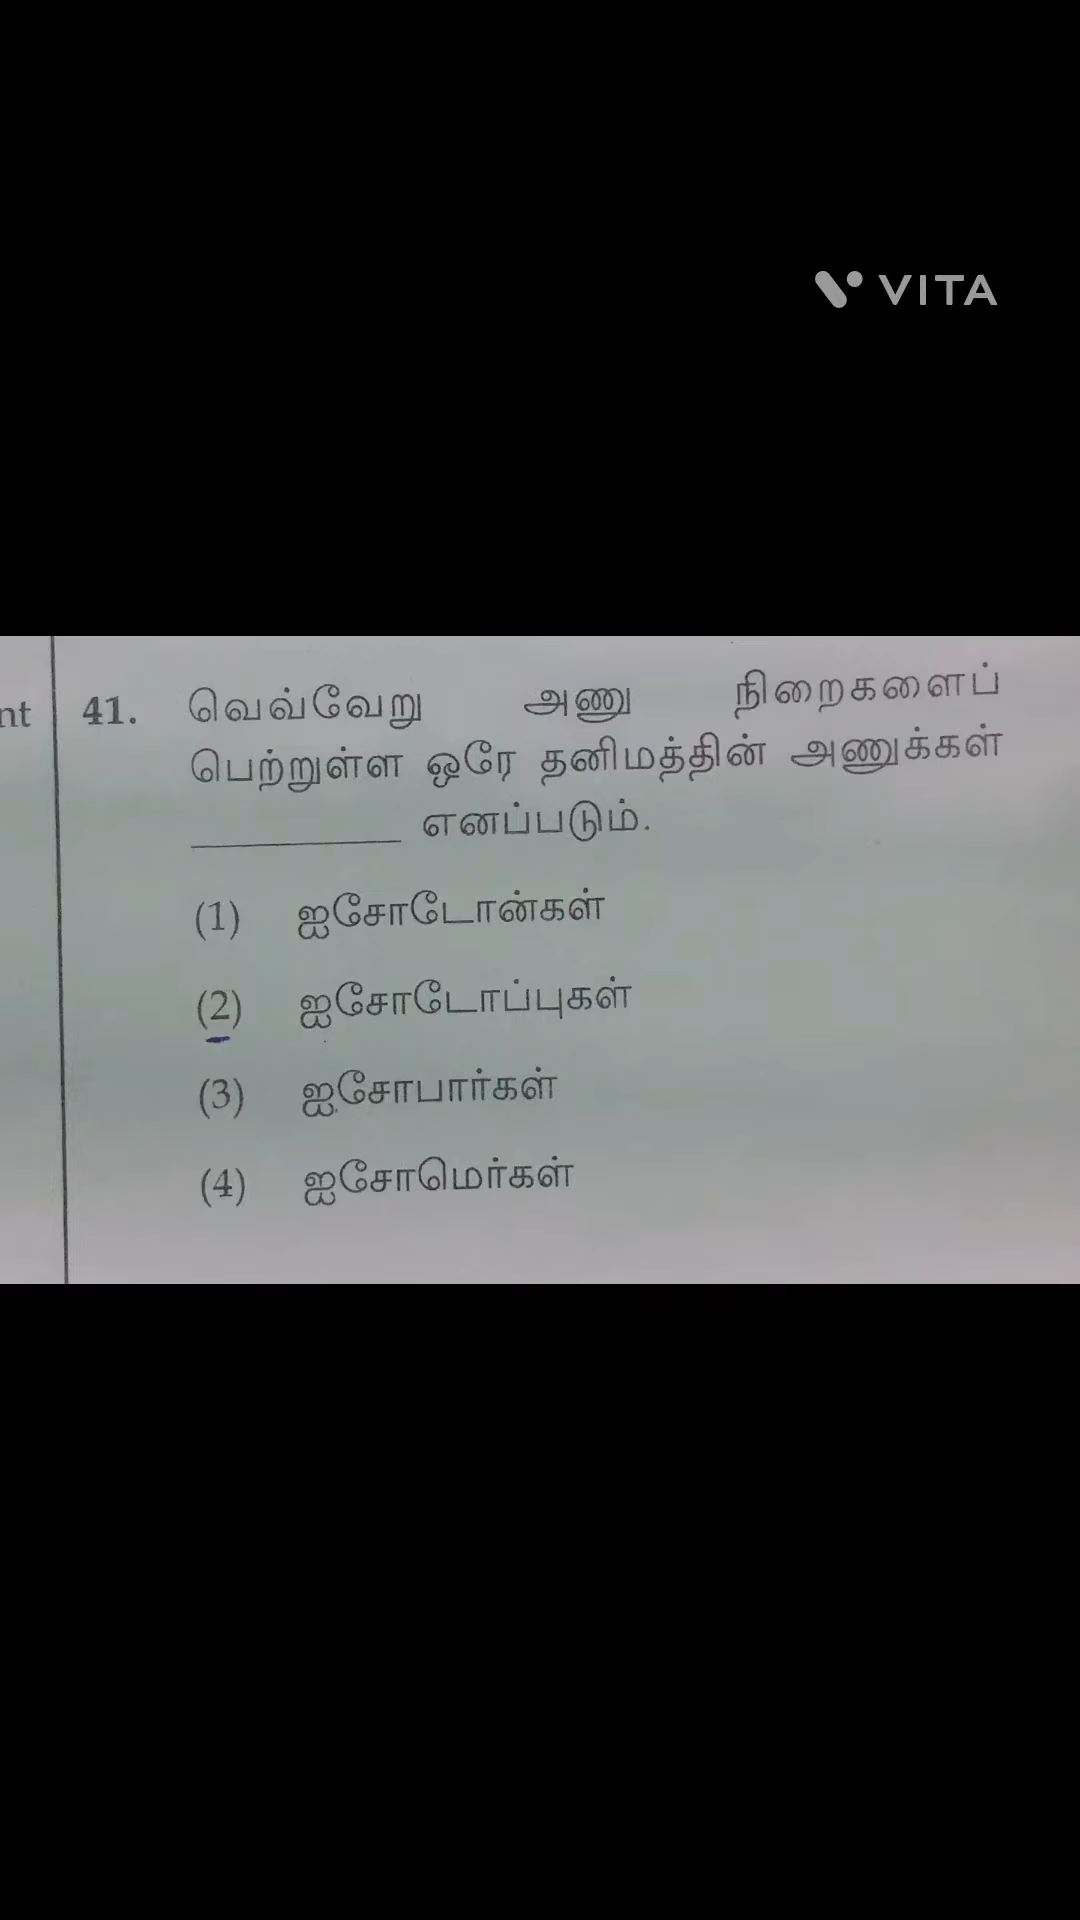 VITA
nt 41. வெவ்வேறு அணு நிறைகளைப்
பெற்றுள்ள ஒரே தனிமத்தின் அணுக்கள்
__________ எனப்படும்.
(1) ஐசோடோன்கள்
(2) ஐசோடோப்புகள்
(3) ஐசோபார்கள்
(4) ஐசோமெர்கள்